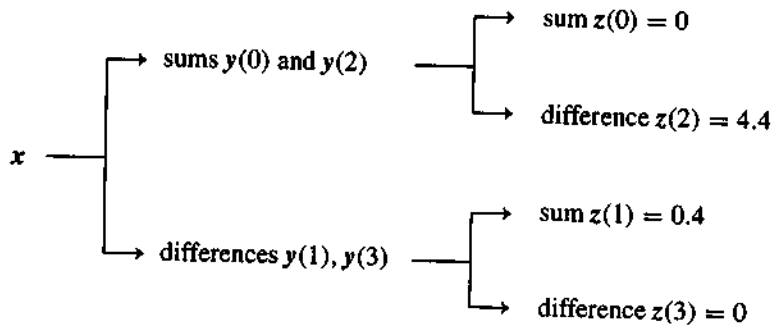 sum z(0) = 0
sums y(0) and y(2)
difference z(2) = 4.4
x
sum z(1) = 0.4
differences y(1), y(3)
difference z(3) = 0